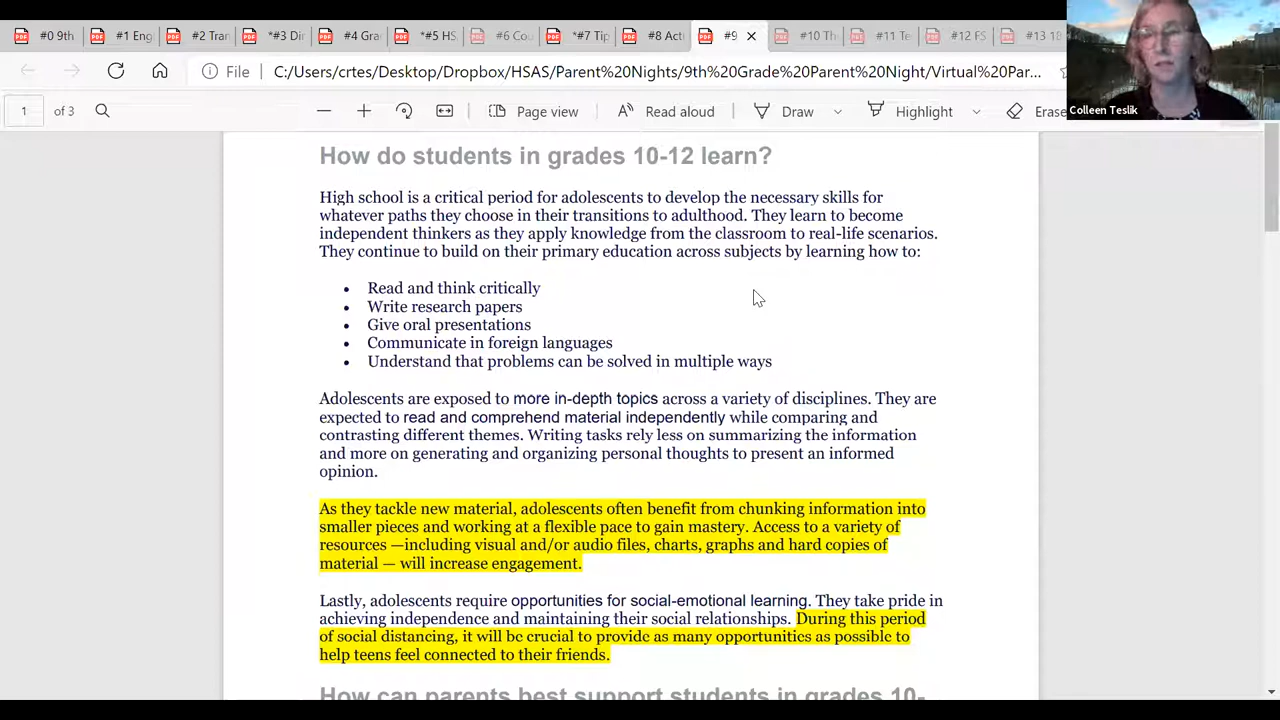 #0 9th #1 Eng #2 Tran *#3 Di #4 Gra *#5 HS #6 Cou *#7 Tip #8 Act #9 #10 Th #11 Te #12 FS #13 18
File C:/Users/crtes/Desktop/Dropbox/HSAS/Parent%20Nights/9th%20Grade%20Parent%20Night/Virtual%20Par...
1 of 3 Page view Read aloud Draw Highlight Erase
Colleen Teslik
How do students in grades 10-12 learn?
High school is a critical period for adolescents to develop the necessary skills for
whatever paths they choose in their transitions to adulthood. They learn to become
independent thinkers as they apply knowledge from the classroom to real-life scenarios.
They continue to build on their primary education across subjects by learning how to:
• Read and think critically
• Write research papers
• Give oral presentations
• Communicate in foreign languages
• Understand that problems can be solved in multiple ways
Adolescents are exposed to more in-depth topics across a variety of disciplines. They are
expected to read and comprehend material independently while comparing and
contrasting different themes. Writing tasks rely less on summarizing the information
and more on generating and organizing personal thoughts to present an informed
opinion.
As they tackle new material, adolescents often benefit from chunking information into
smaller pieces and working at a flexible pace to gain mastery. Access to a variety of
resources —including visual and/or audio files, charts, graphs and hard copies of
material — will increase engagement.
Lastly, adolescents require opportunities for social-emotional learning. They take pride in
achieving independence and maintaining their social relationships. During this period
of social distancing, it will be crucial to provide as many opportunities as possible to
help teens feel connected to their friends.
How can parents best support students in grades 10-